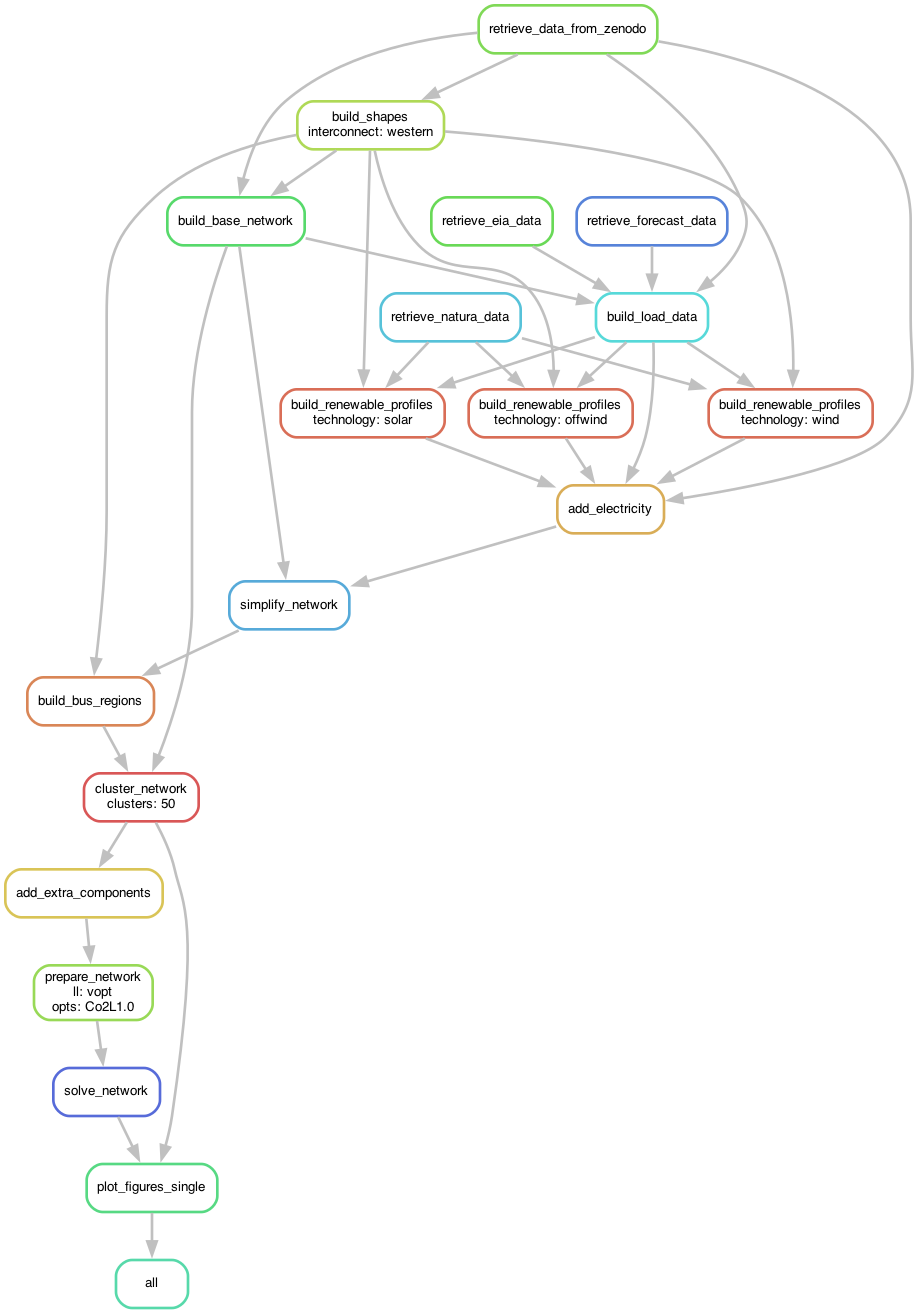 retrieve_data_from_zenodo
build_shapes
interconnect: western
build_base_network
retrieve_eia_data
retrieve_forecast_data
retrieve_natura_data
build_load_data
build_renewable_profiles
technology: solar
build_renewable_profiles
technology: offwind
build_renewable_profiles
technology: wind
add_electricity
simplify_network
build_bus_regions
cluster_network
clusters: 50
add_extra_components
prepare_network
ll: vopt
opts: Co2L1.0
solve_network
plot_figures_single
all